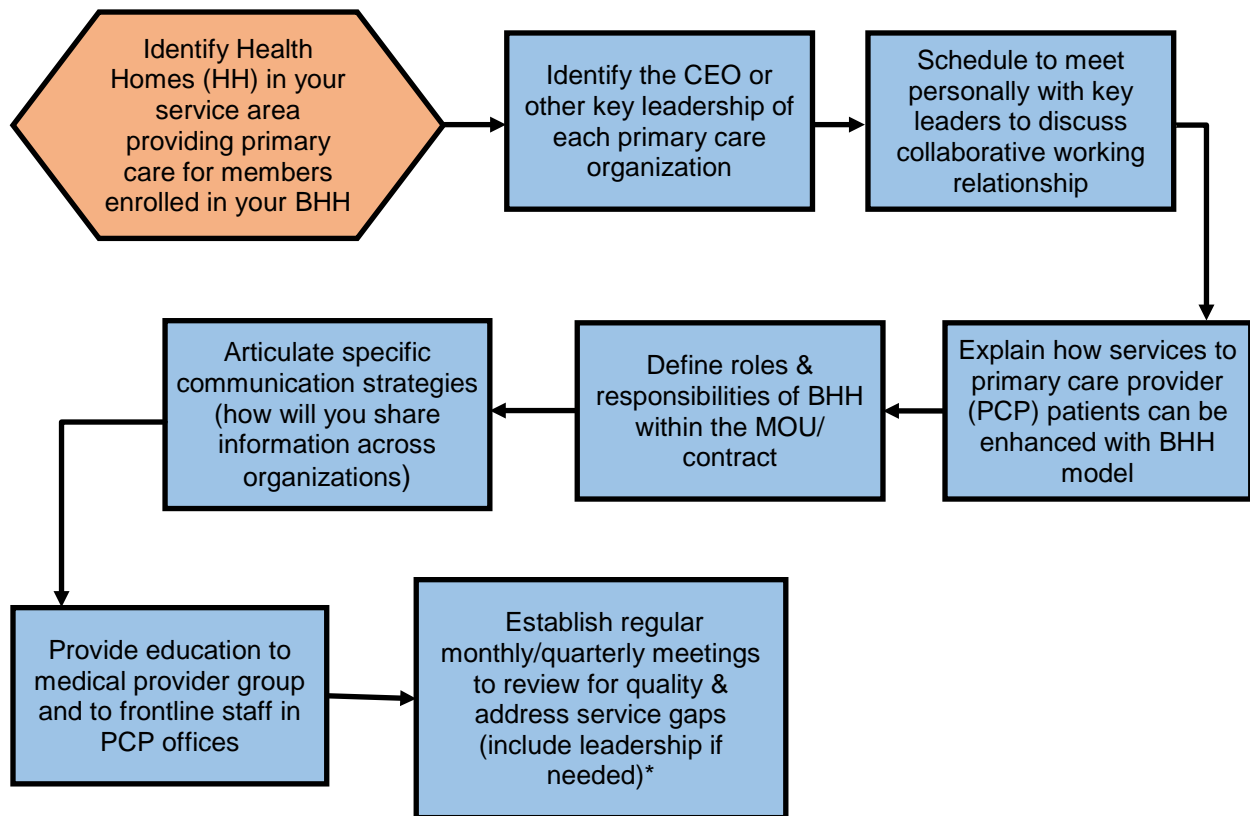 Identify Health
Homes (HH) in your
service area
providing primary
care for members
enrolled in your BHH
Identify the CEO or
other key leadership of
each primary care
organization
Schedule to meet
personally with key
leaders to discuss
collaborative working
relationship
Explain how services to
primary care provider
(PCP) patients can be
enhanced with BHH
model
Define roles &
responsibilities of BHH
within the MOU/
contract
Articulate specific
communication strategies
(how will you share
information across
organizations)
Provide education to
medical provider group
and to frontline staff in
PCP offices
Establish regular
monthly/quarterly meetings
to review for quality &
address service gaps
(include leadership if
needed)*